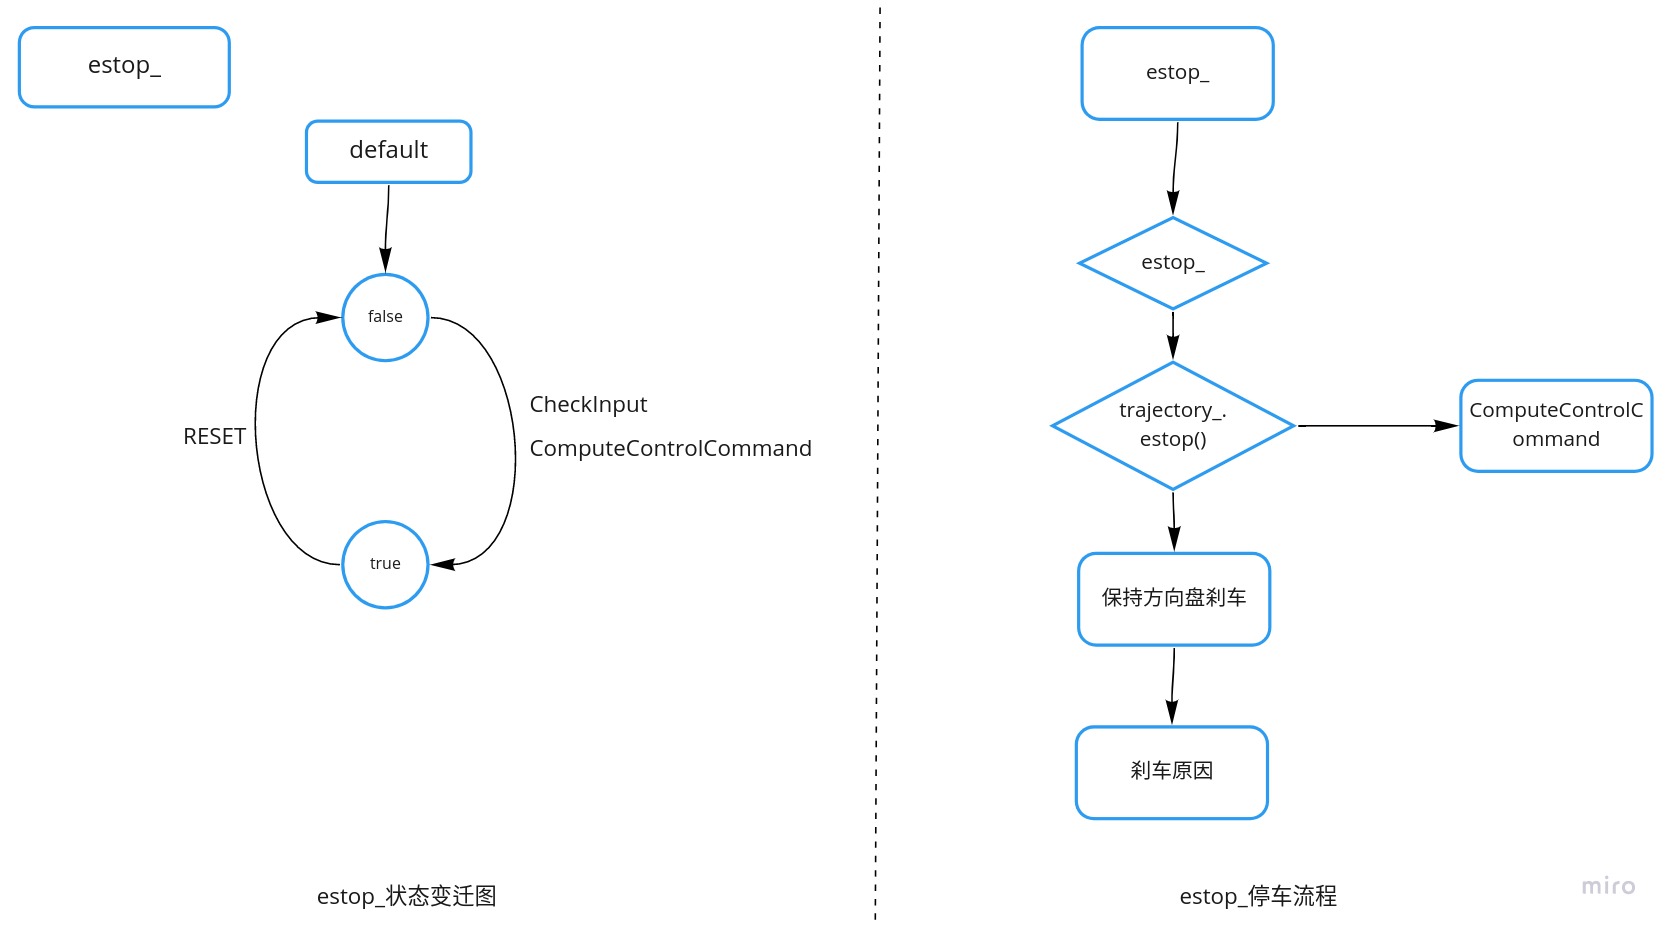 estop_
default
false
RESET
CheckInput
ComputeControlCommand
true
estop_状态变迁图
estop_
estop_
trajectory_.
estop()
ComputeControlC
ommand
保持方向盘刹车
刹车原因
estop_停车流程
miro